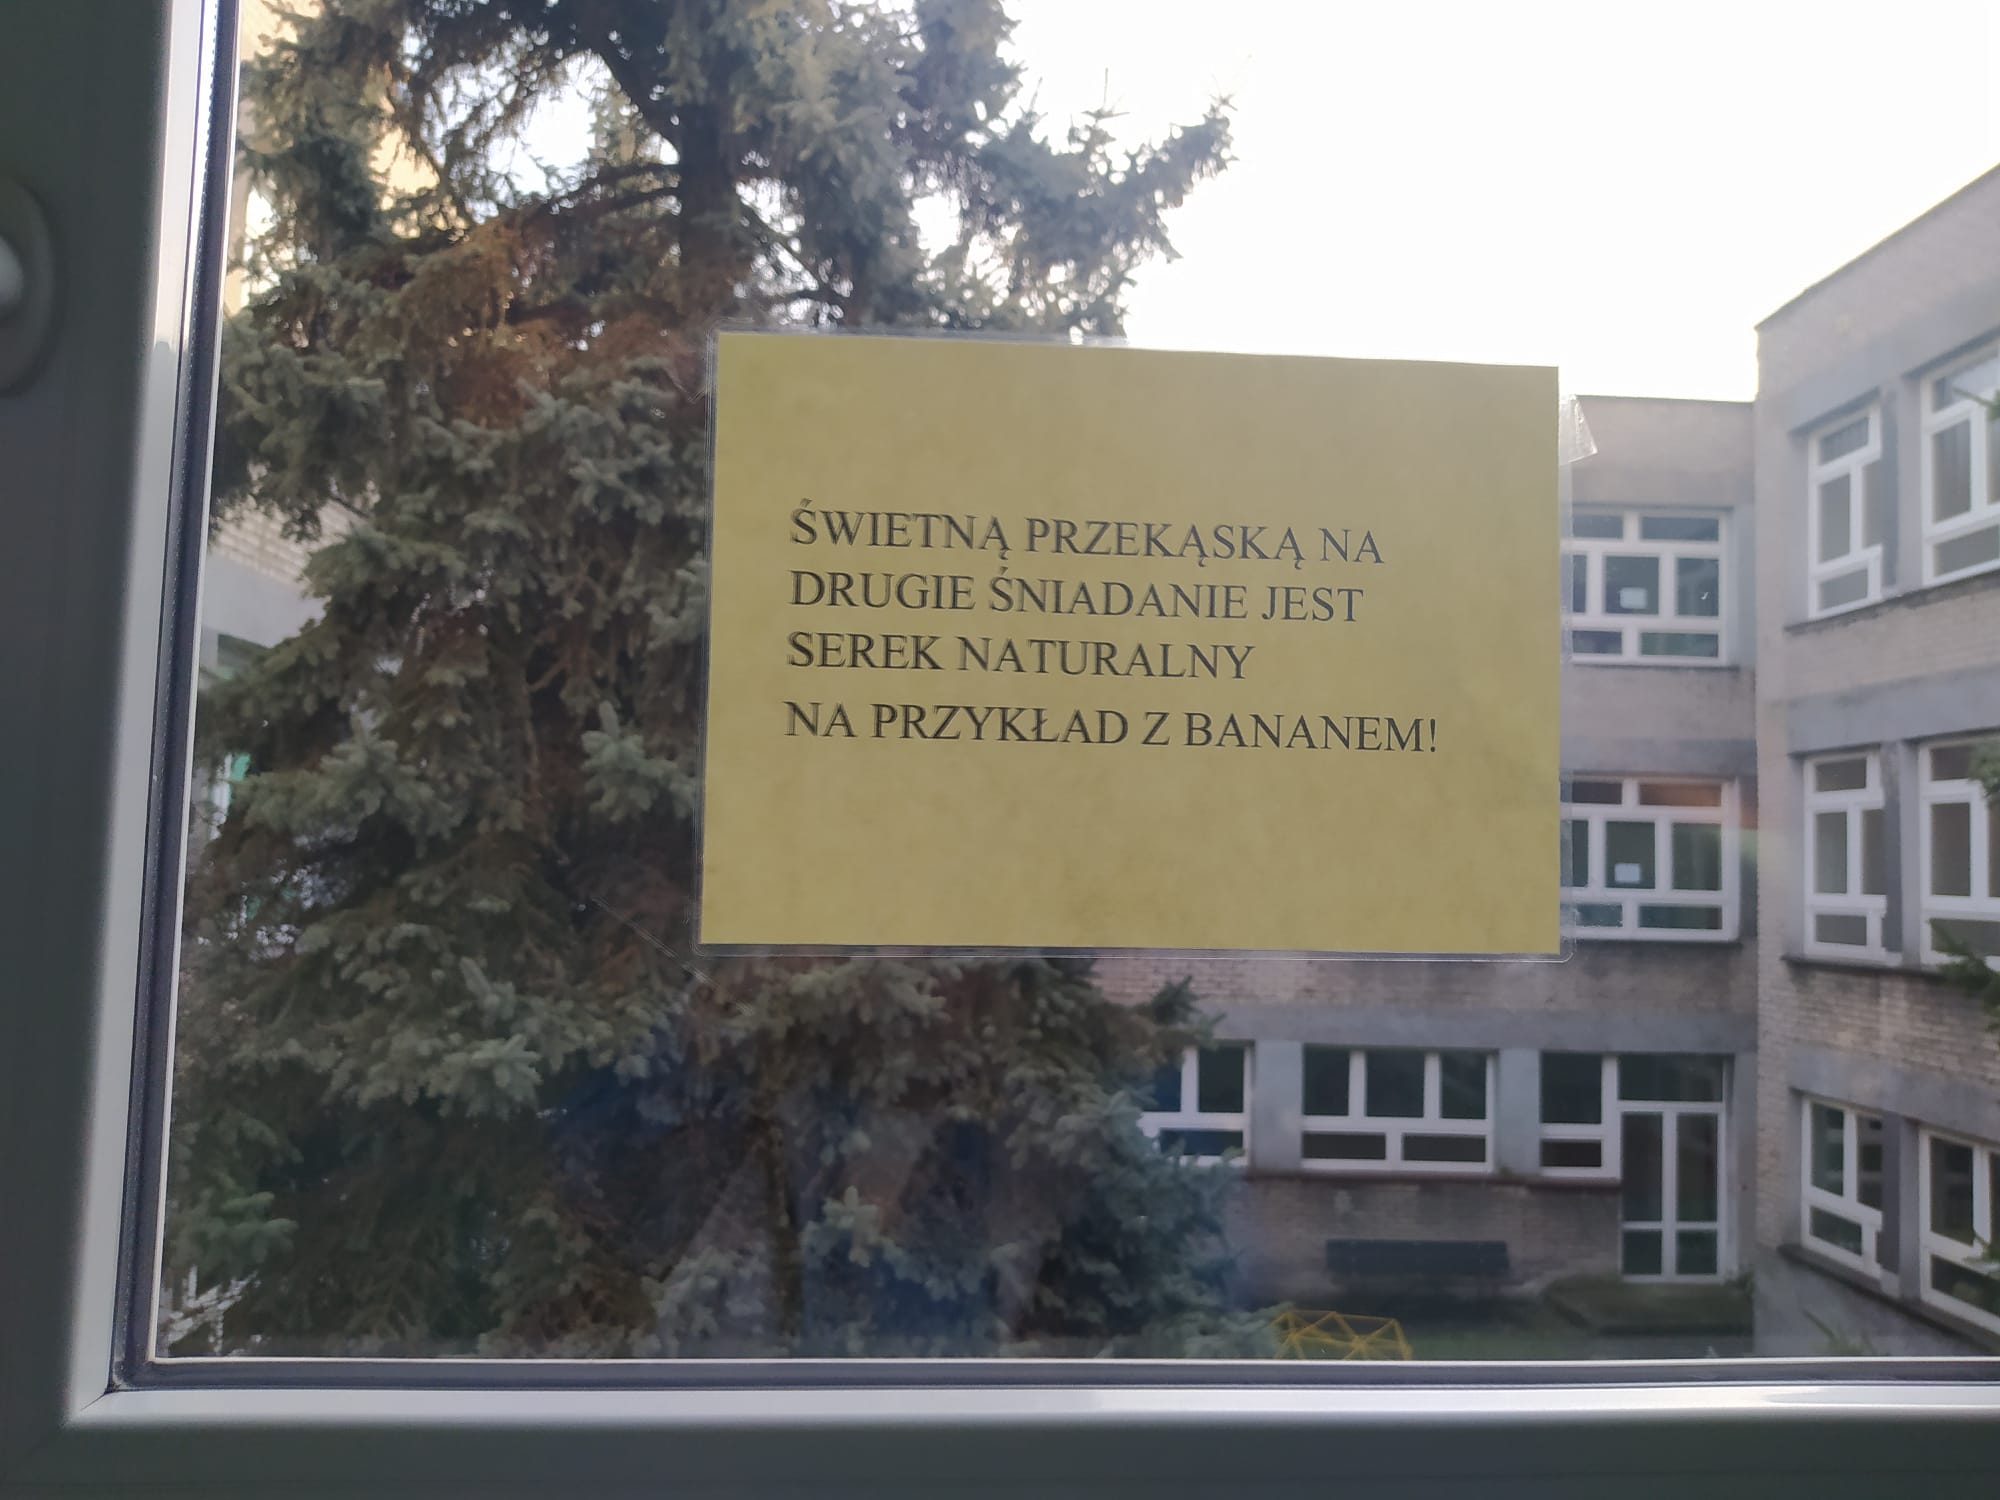 ŚWIETNĄ PRZEKĄSKĄ NA
DRUGIE ŚNIADANIE JEST
SEREK NATURALNY
NA PRZYKŁAD Z BANANEM!